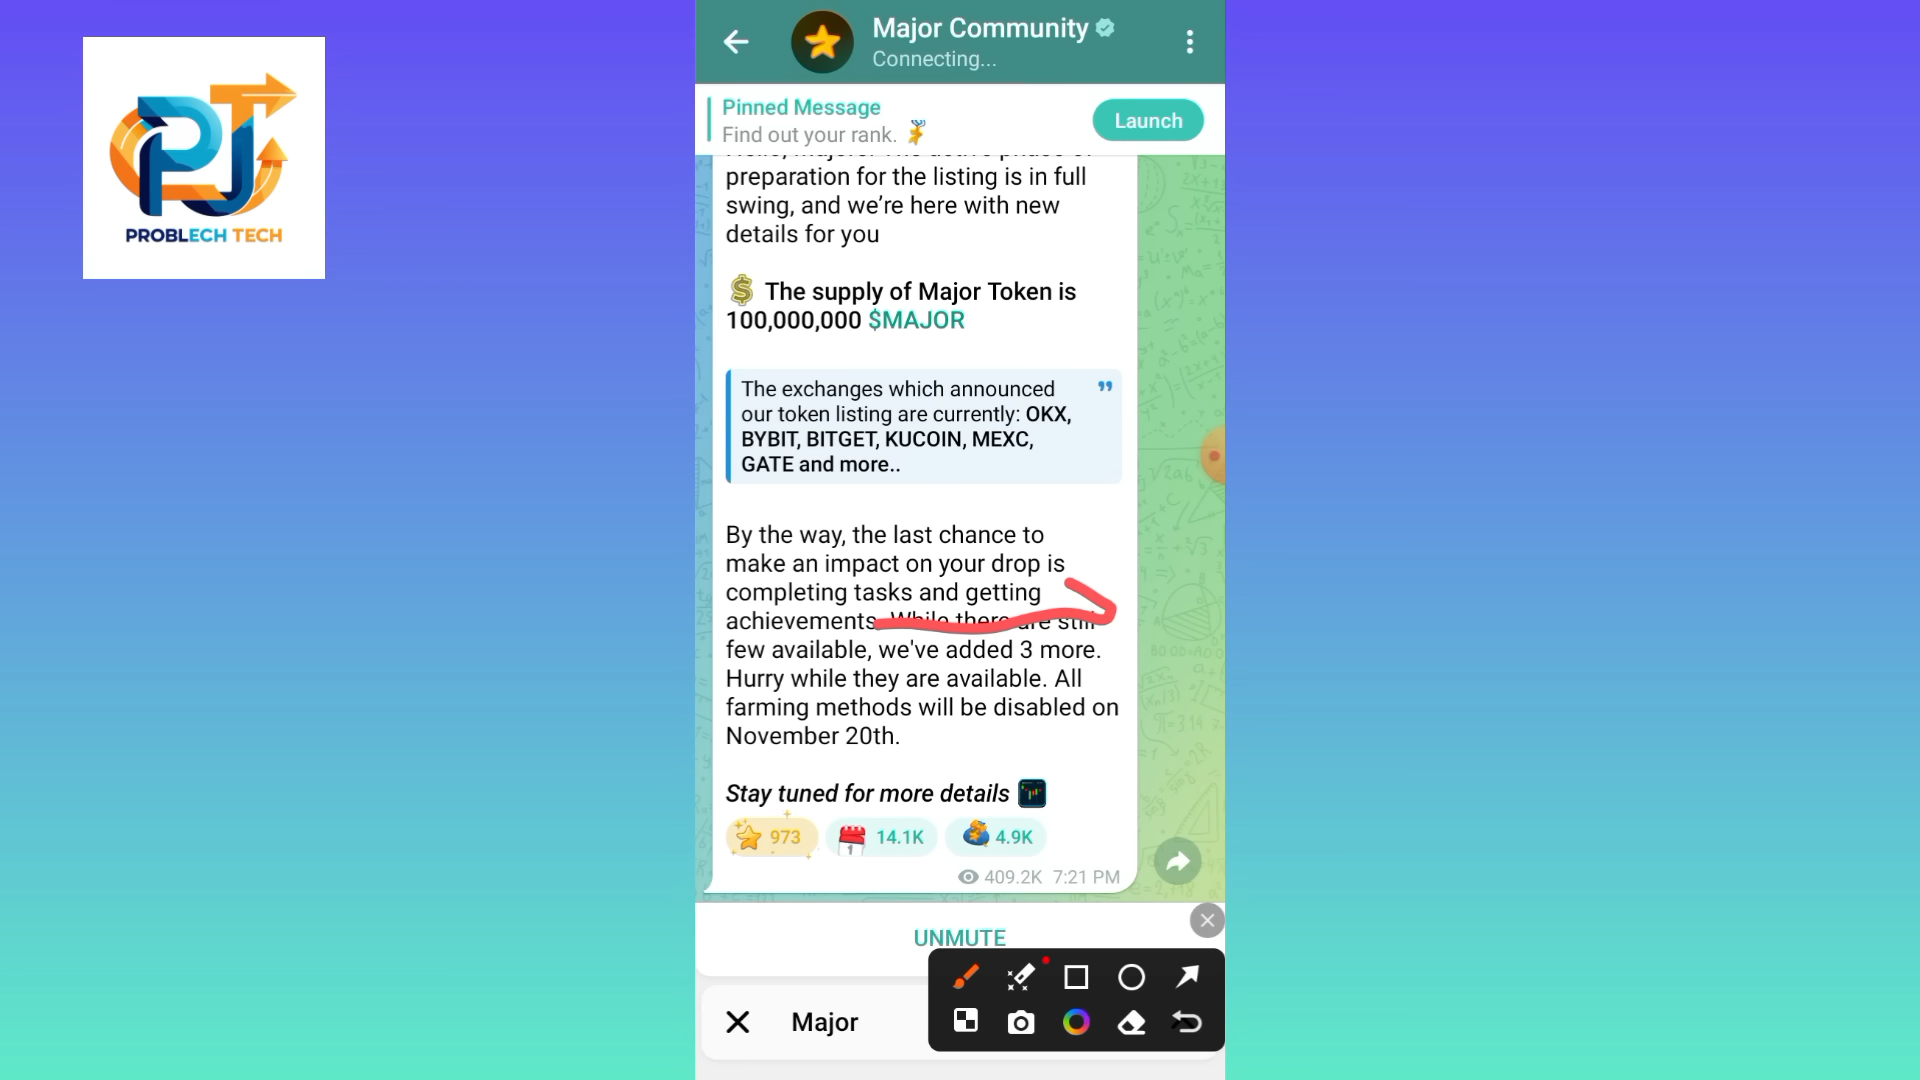 PROBLECH TECH
Major Community
Connecting...
Pinned Message
Find out your rank.
Launch
preparation for the listing is in full
swing, and we’re here with new
details for you
The supply of Major Token is
100,000,000 $MAJOR
The exchanges which announced
our token listing are currently: OKX,
BYBIT, BITGET, KUCOIN, MEXC,
GATE and more..
By the way, the last chance to
make an impact on your drop is
completing tasks and getting
achievements. While there are still
few available, we've added 3 more.
Hurry while they are available. All
farming methods will be disabled on
November 20th.
Stay tuned for more details
973 14.1K 4.9K
409.2K 7:21 PM
UNMUTE
Major